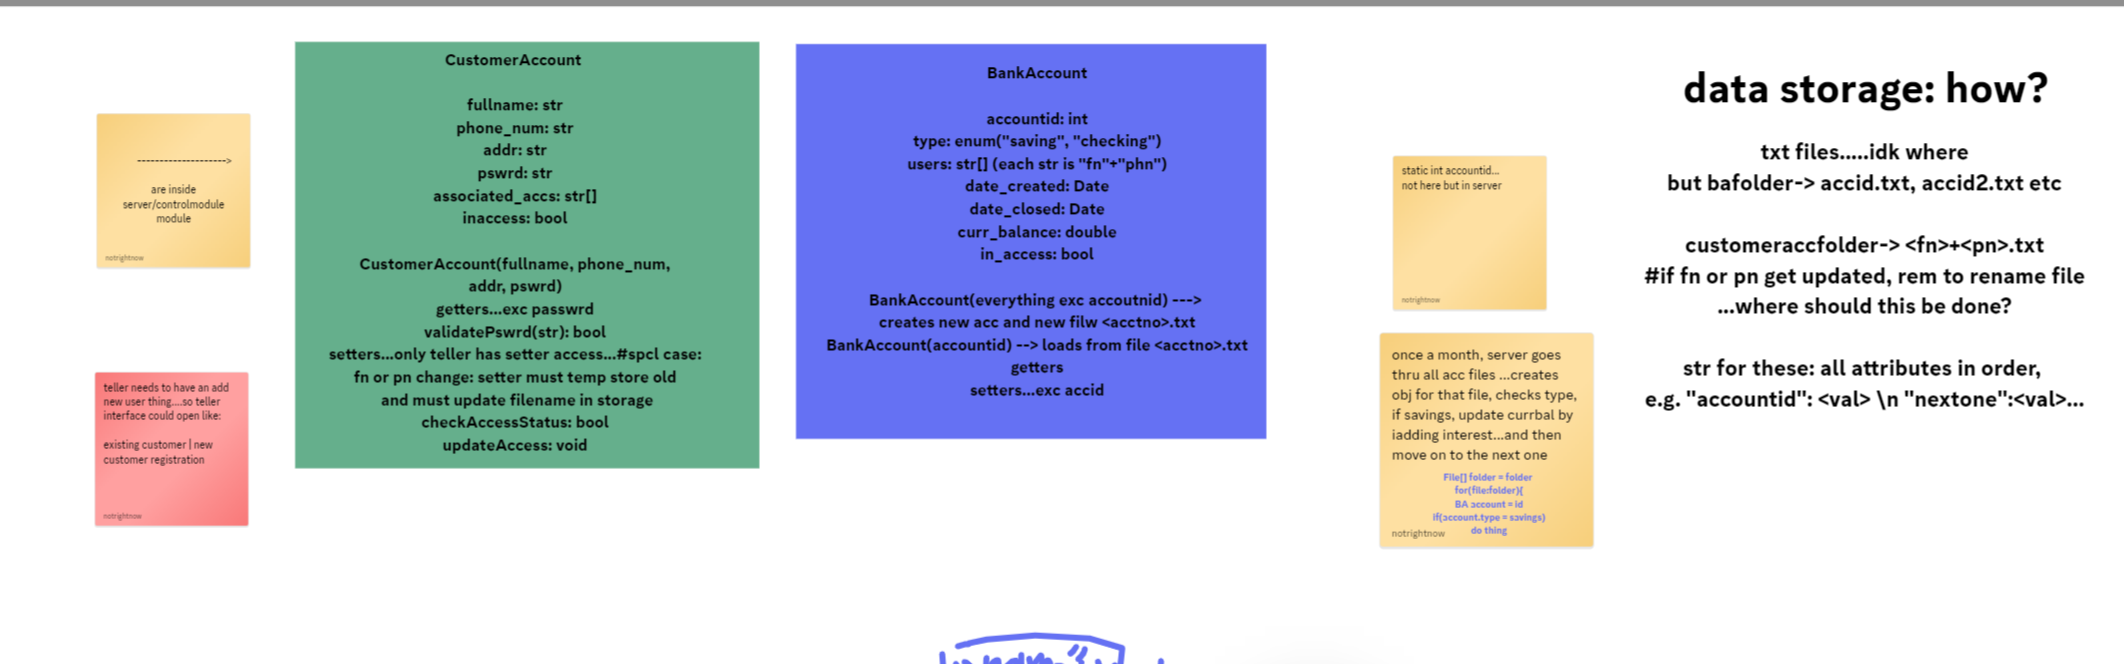 -------------------->
are inside
server/controlmodule
module
notrightnow
teller needs to have an add
new user thing....so teller
interface could open like:
existing customer | new
customer registration
notrightnow
CustomerAccount
fullname: str
phone_num: str
addr: str
pswrd: str
associated_accs: str[]
inaccess: bool
CustomerAccount(fullname, phone_num,
addr, pswrd)
getters...exc passwrd
validatePswrd(str): bool
setters...only teller has setter access...#spcl case:
fn or pn change: setter must temp store old
and must update filename in storage
checkAccessStatus: bool
updateAccess: void
BankAccount
accountid: int
type: enum("saving", "checking")
users: str[] (each str is "fn"+"phn")
date_created: Date
date_closed: Date
curr_balance: double
in_access: bool
BankAccount(everything exc accoutnid) --->
creates new acc and new filw <acctno>.txt
BankAccount(accountid) --> loads from file <acctno>.txt
getters
setters...exc accid
static int accountid...
not here but in server
notrightnow
once a month, server goes
thru all acc files ...creates
obj for that file, checks type,
if savings, update currbal by
iadding interest...and then
move on to the next one
File[] folder = folder
for(file:folder){
BA account = id
if(account.type = savings)
do thing
notrightnow
data storage: how?
txt files.....idk where
but bafolder-> accid.txt, accid2.txt etc
customeraccfolder-> <fn>+<pn>.txt
#if fn or pn get updated, rem to rename file
...where should this be done?
str for these: all attributes in order,
e.g. "accountid": <val> \n "nextone":<val>...